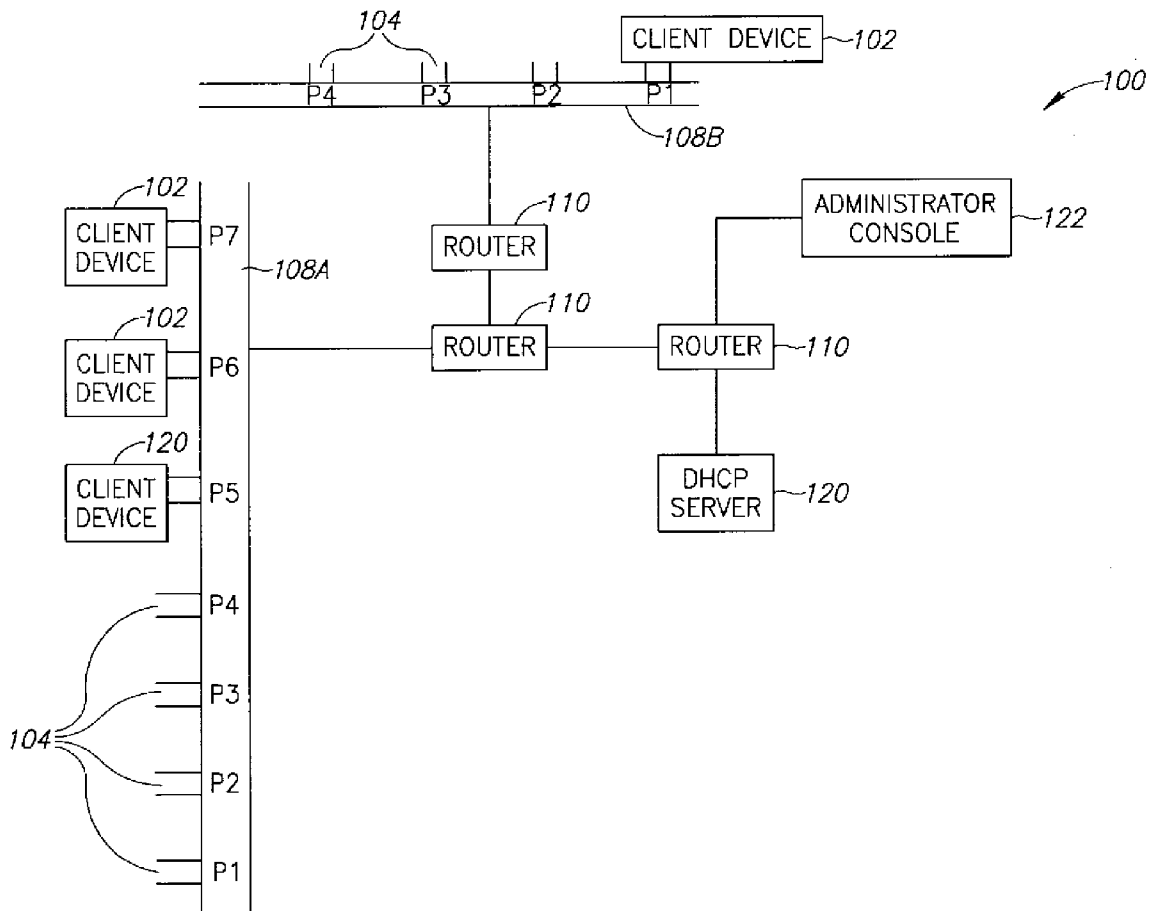 104
CLIENT DEVICE
102
P4
P3
P2
P1
100
108B
102
CLIENT
DEVICE
P7
108A
110
ROUTER
ADMINISTRATOR
CONSOLE
122
102
CLIENT
DEVICE
P6
110
ROUTER
ROUTER
110
120
CLIENT
DEVICE
P5
DHCP
SERVER
120
P4
P3
104
P2
P1